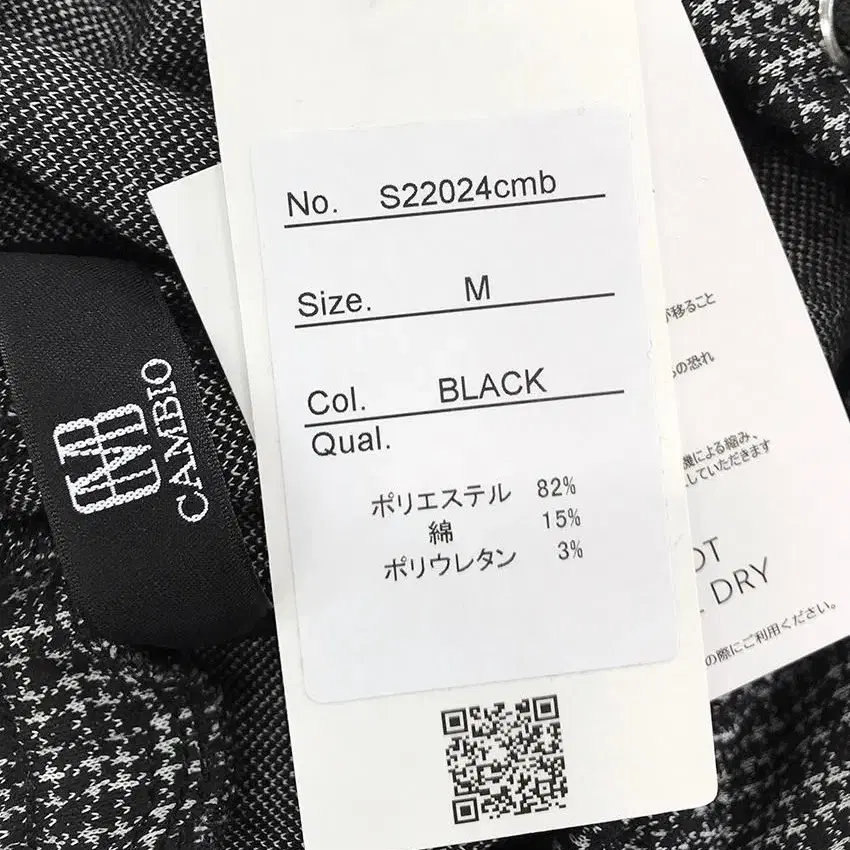 No. S22024cmb
Size. M
Col. BLACK
Qual.
ポリエステル 82%
綿 15%
ポリウレタン 3%
CAMBIO
が移ること
の恐れ
機による縮み、
していただきます
OT
DRY
の際にご利用ください。